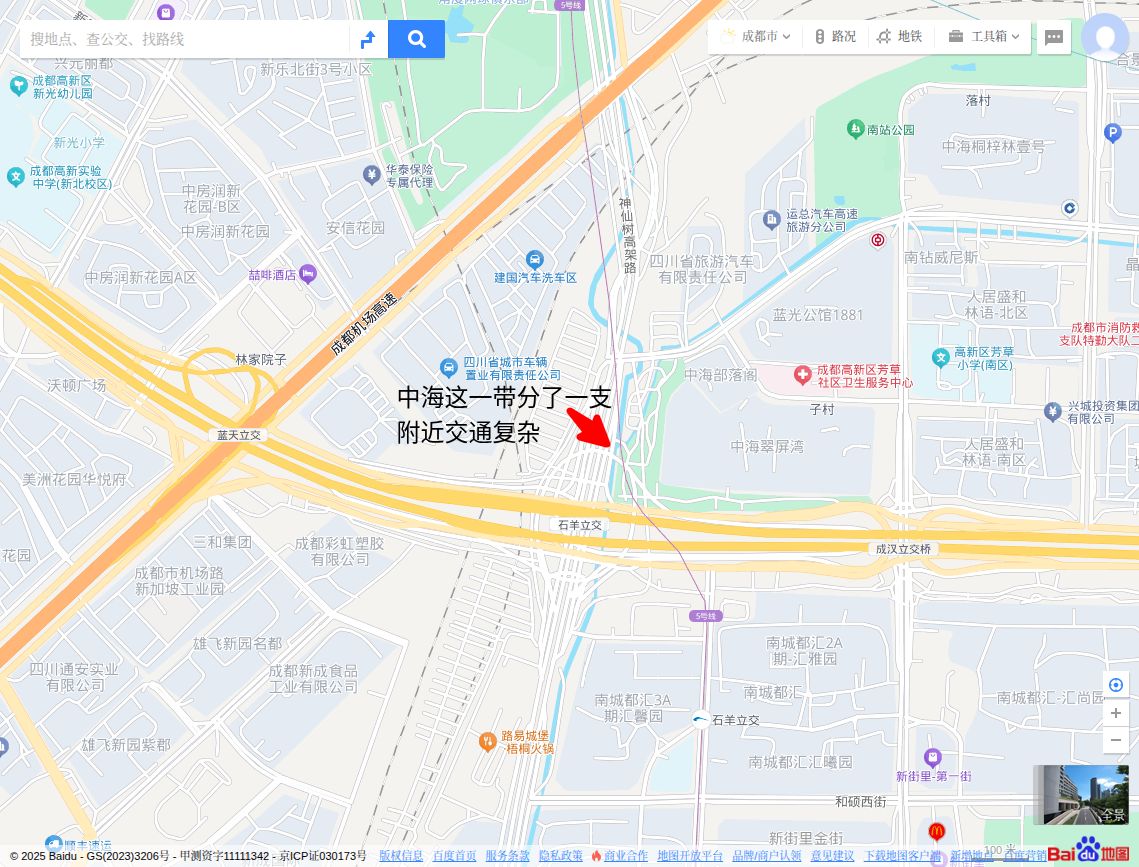 5号线
搜地点、查公交、找路线
成都市
路况
地铁
工具箱
兴元丽都
新乐北街3号小区
成都高新区
新光幼儿园
落村
新光小学
南站公园
中海桐梓林壹号
P
成都高新实验
中学(新北校区)
华泰保险
专属代理
中房润新
花园-B区
神仙树高架路
运总汽车高速
旅游分公司
中房润新花园
安信花园
四川省旅游汽车
有限责任公司
南钻威尼斯
中房润新花园A区
喆啡酒店
建国汽车洗车区
人居盛和
林语-北区
成都机场高速
蓝光公馆1881
成都市消防救
支队特勤大队二
林家院子
四川省城市车辆
置业有限责任公司
高新区芳草
小学(南区)
沃顿广场
中海部落阁
成都高新区芳草
社区卫生服务中心
中海这一带分了一支
附近交通复杂
子村
兴城投资集团
有限公司
蓝天立交
中海翠屏湾
人居盛和
林语-南区
美洲花园华悦府
石羊立交
三和集团
成都彩虹塑胶
有限公司
成汉立交桥
花园
成都市机场路
新加坡工业园
5号线
雄飞新园名都
南城都汇2A
期-汇雅园
四川通安实业
有限公司
成都新成食品
工业有限公司
南城都汇3A
期汇馨园
南城都汇
南城都汇-汇尚园
石羊立交
雄飞新园紫郡
路易城堡
-梧桐火锅
南城都汇汇曦园
新街里-第一街
和硕西街
全景
新街里金街
顺丰速运
100 米
© 2025 Baidu - GS(2023)3206号 - 甲测资字11111342 - 京ICP证030173号 版权信息 百度首页 服务条款 隐私政策 商业合作 地图开放平台 品牌/商户认领 意见建议 下载地图客户端 新增地点 百度营销
Baidu地图